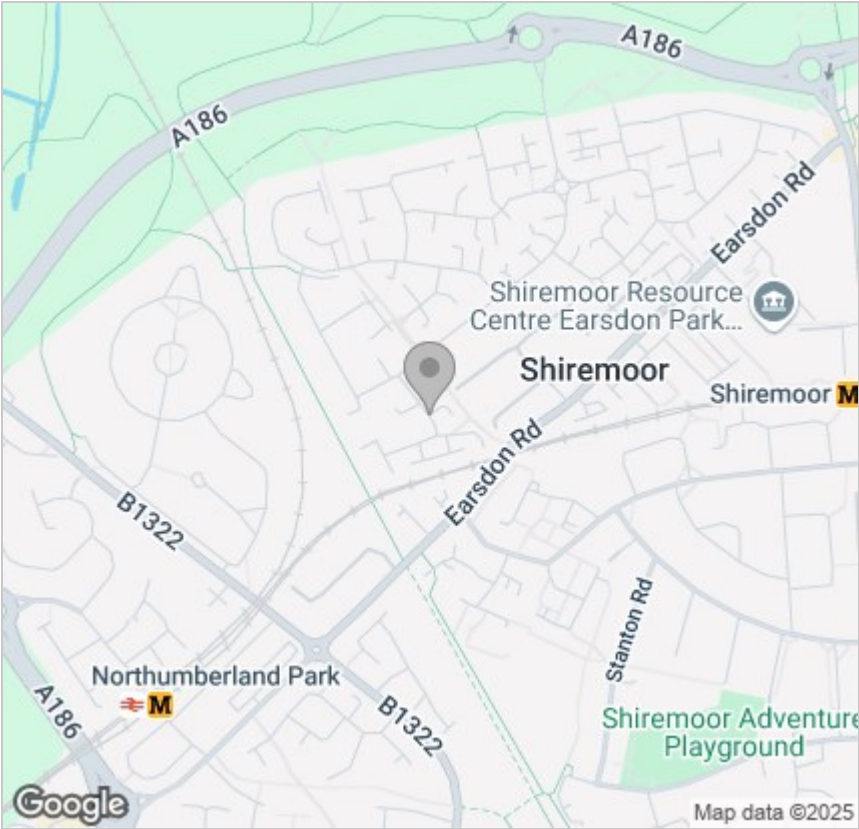 A186
A186
Earsdon Rd
Shiremoor Resource
Centre Earsdon Park...
Shiremoor
Shiremoor M
Earsdon Rd
B1322
Stanton Rd
Northumberland Park
M
A186
B1322
Shiremoor Adventure
Playground
Google
Map data ©2025